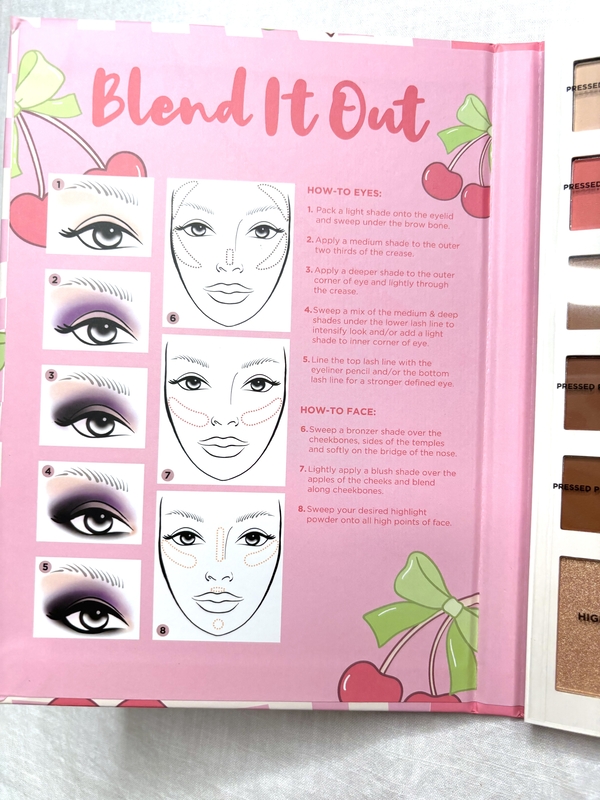 Blend It Out
1
2
3
4
5
6
7
8
HOW-TO EYES:
1. Pack a light shade onto the eyelid
and sweep under the brow bone.
2. Apply a medium shade to the outer
two thirds of the crease.
3. Apply a deeper shade to the outer
corner of eye and lightly through
the crease.
4. Sweep a mix of the medium & deep
shades under the lower lash line to
intensify look and/or add a light
shade to inner corner of eye.
5. Line the top lash line with the
eyeliner pencil and/or the bottom
lash line for a stronger defined eye.
HOW-TO FACE:
6. Sweep a bronzer shade over the
cheekbones, sides of the temples
and softly on the bridge of the nose.
7. Lightly apply a blush shade over the
apples of the cheeks and blend
along cheekbones.
8. Sweep your desired highlight
powder onto all high points of face.
PRESSED
PRESSED
PRESSED P
PRESSED P
HIG